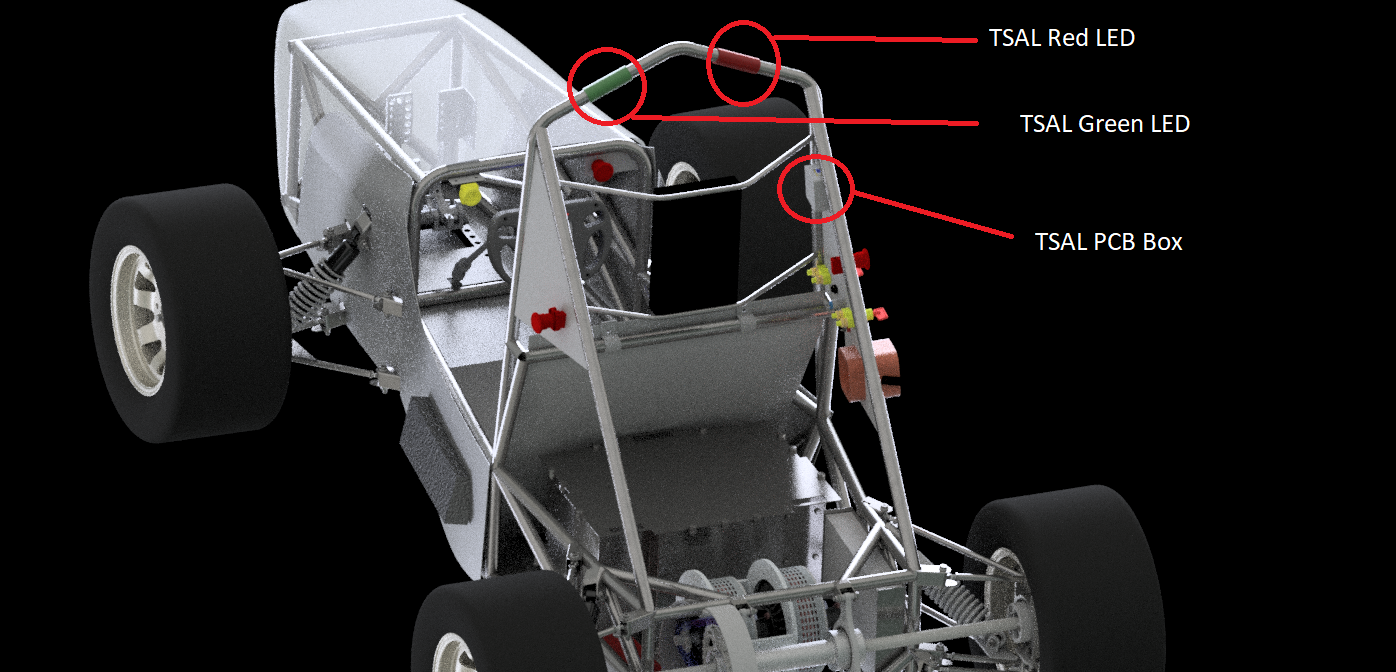 TSAL Red LED
TSAL Green LED
TSAL PCB Box